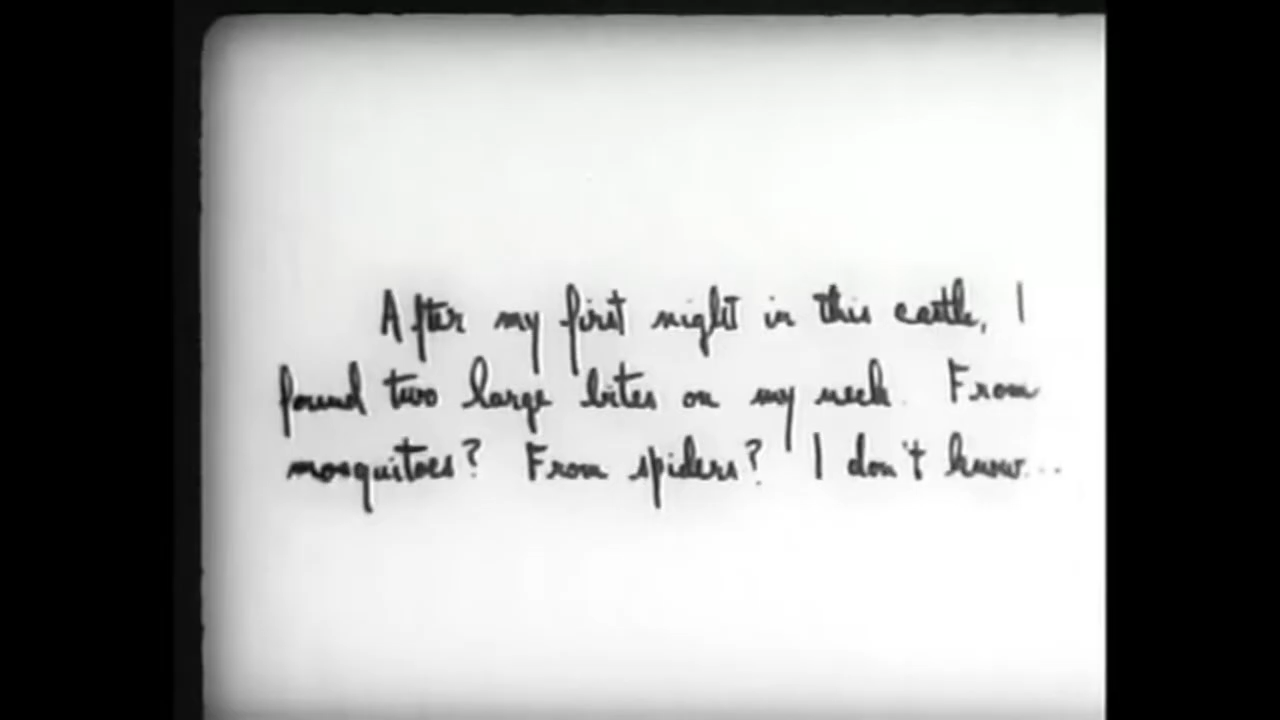 After my first night in this castle, I
found two large bites on my neck. From
mosquitoes? From spiders? I don't know...